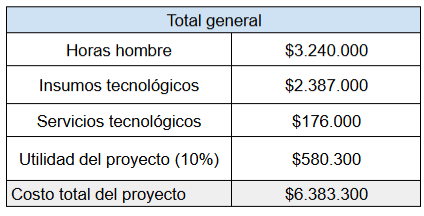 Total general
Horas hombre $3.240.000
Insumos tecnológicos $2.387.000
Servicios tecnológicos $176.000
Utilidad del proyecto (10%) $580.300
Costo total del proyecto $6.383.300